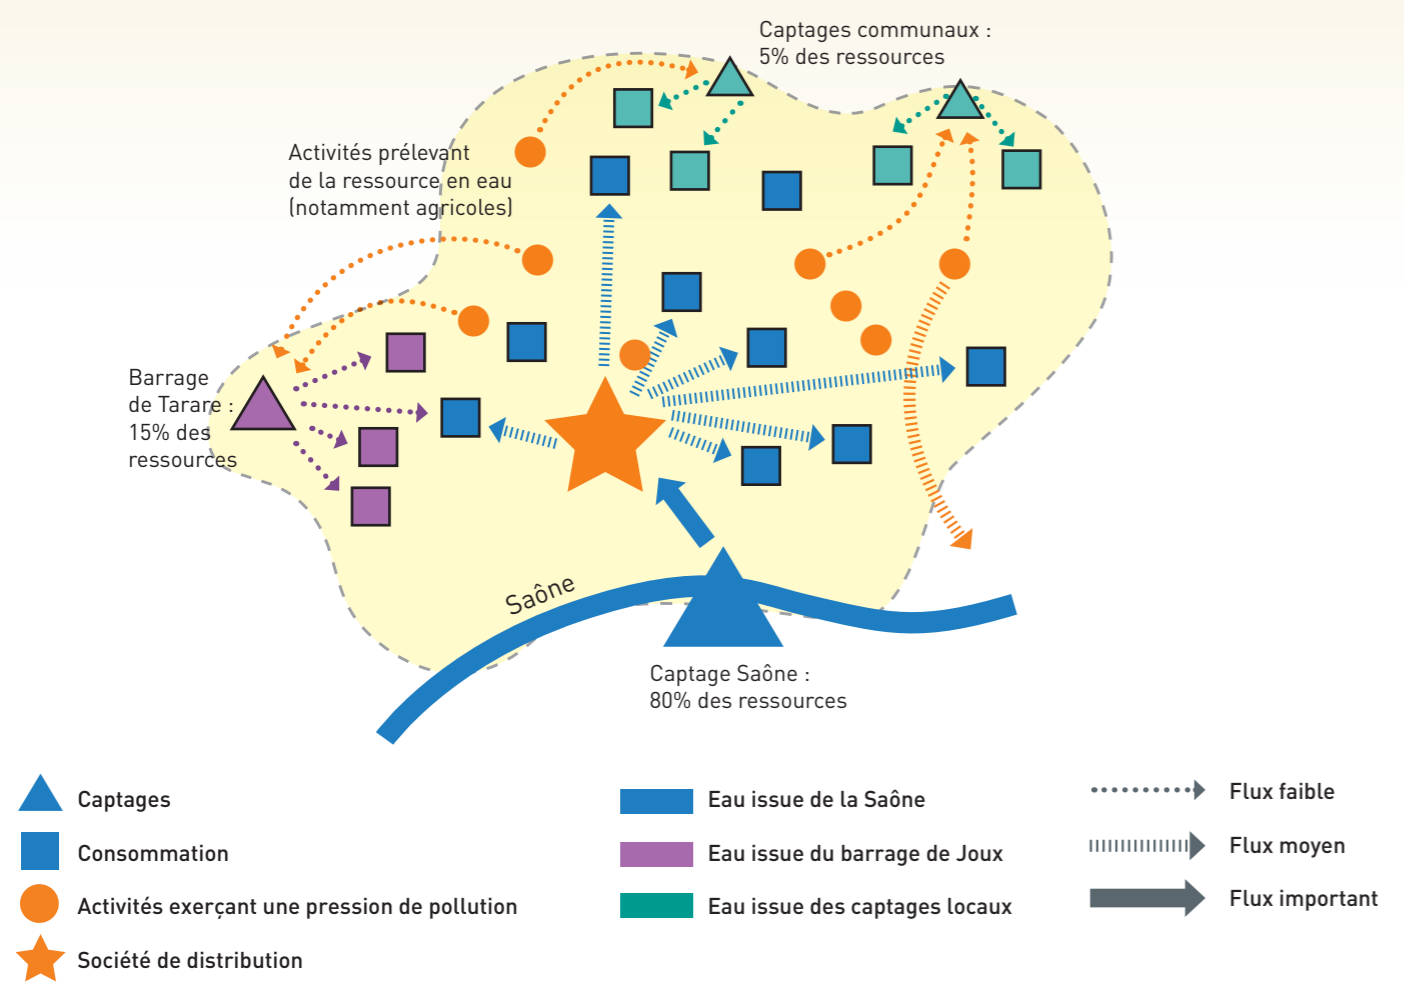 Captages communaux :
5% des ressources
Activités prélevant
de la ressource en eau
(notamment agricoles)
Barrage
de Tarare :
15% des
ressources
Saône
Captage Saône :
80% des ressources
Captages
Consommation
Activités exerçant une pression de pollution
Société de distribution
Eau issue de la Saône
Eau issue du barrage de Joux
Eau issue des captages locaux
Flux faible
Flux moyen
Flux important